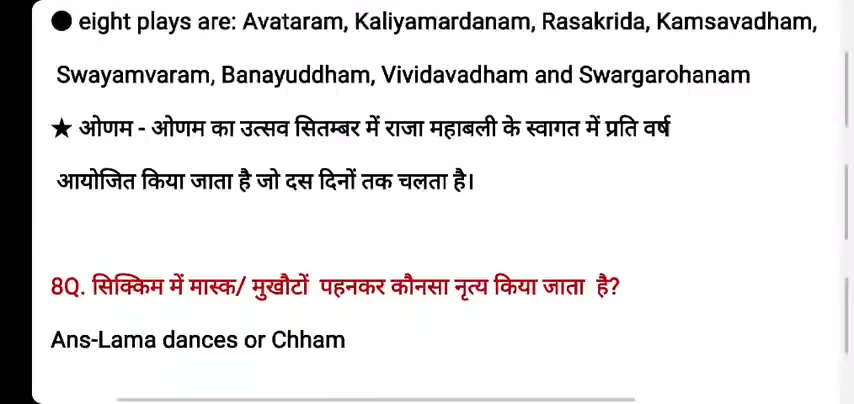 ● eight plays are: Avataram, Kaliyamardanam, Rasakrida, Kamsavadham,
Swayamvaram, Banayuddham, Vividavadham and Swargarohanam
★ ओणम - ओणम का उत्सव सितम्बर में राजा महाबली के स्वागत में प्रति वर्ष
आयोजित किया जाता है जो दस दिनों तक चलता है।
8Q. सिक्किम में मास्क/ मुखौटों पहनकर कौनसा नृत्य किया जाता है?
Ans-Lama dances or Chham